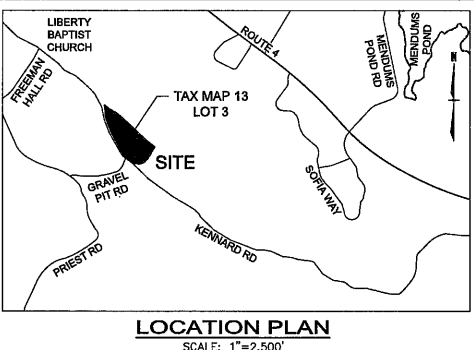 LIBERTY
BAPTIST
CHURCH
FREEMAN
HALL RD
ROUTE 4
MENDUMS
POND RD
MENDUMS
POND
N
TAX MAP 13
LOT 3
SITE
GRAVEL
PIT RD
SOFIA WAY
PRIEST RD
KENNARD RD
LOCATION PLAN
SCALE: 1"=2,500'